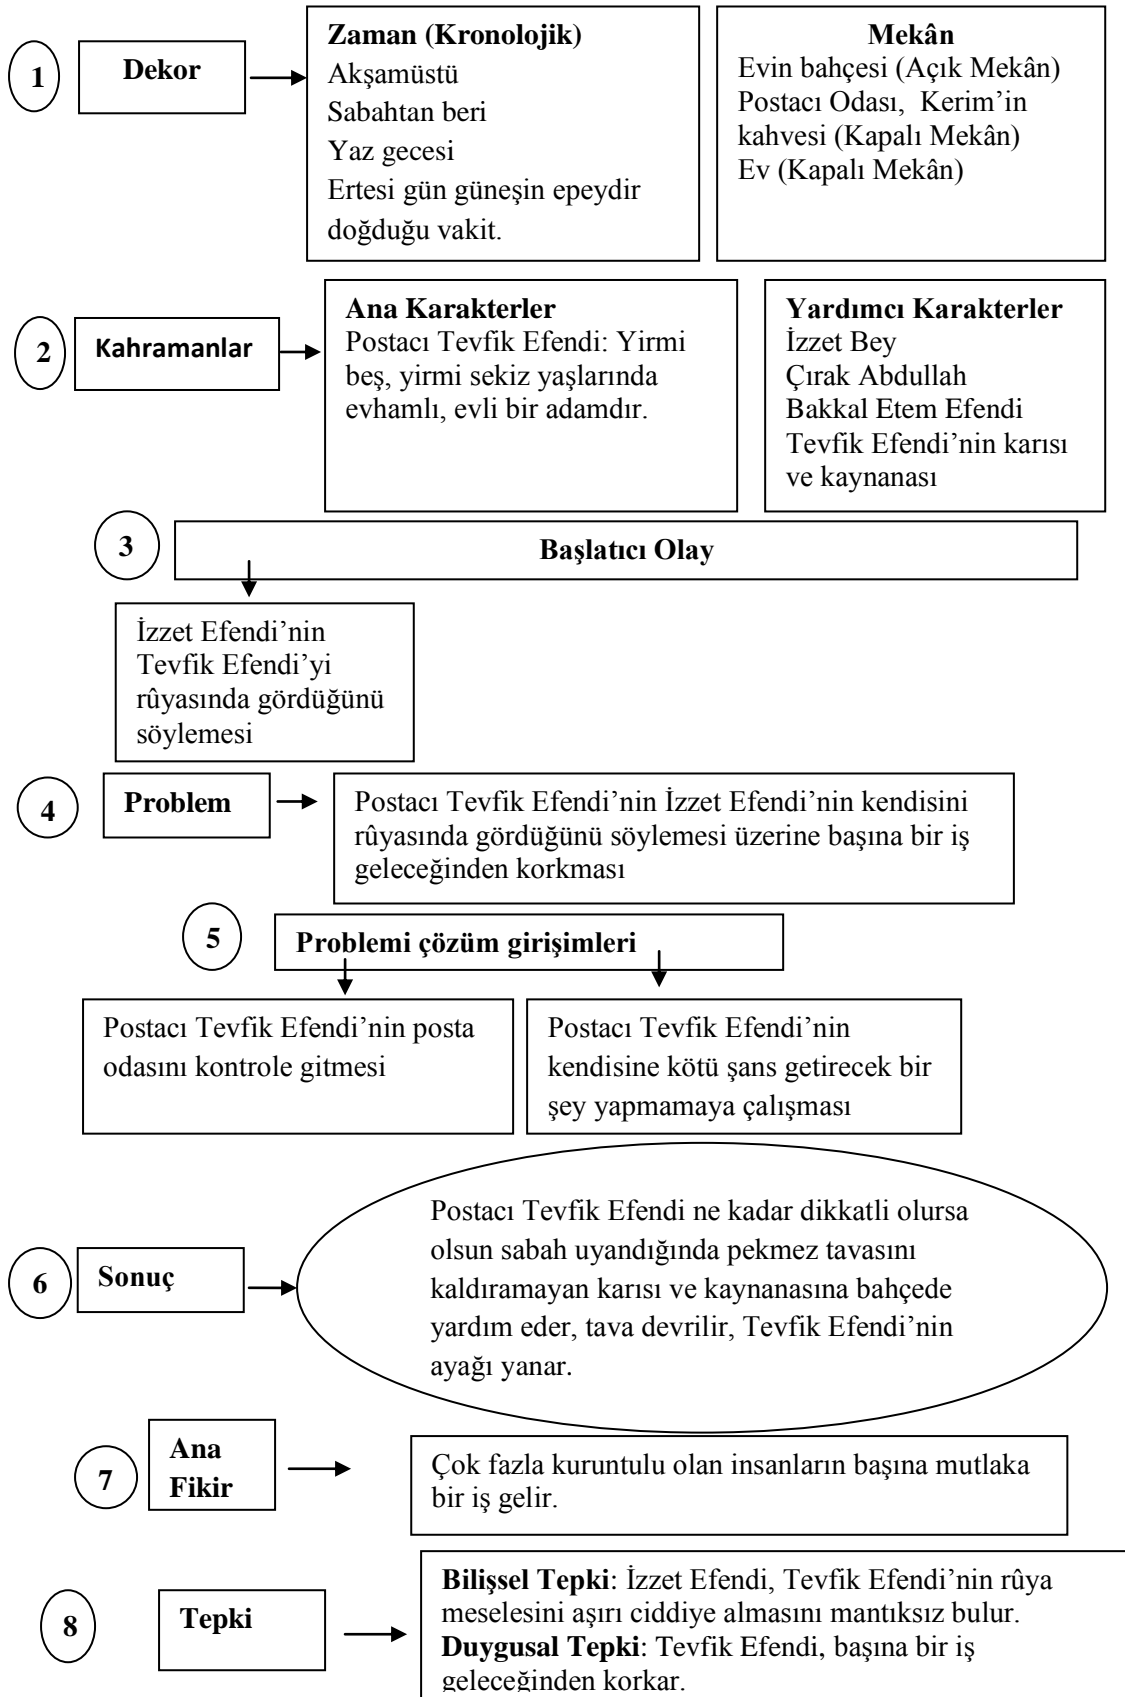 1
Dekor
Zaman (Kronolojik)
Akşamüstü
Sabahtan beri
Yaz gecesi
Ertesi gün güneşin epeydir
doğduğu vakit.
Mekân
Evin bahçesi (Açık Mekân)
Postacı Odası, Kerim’in
kahvesi (Kapalı Mekân)
Ev (Kapalı Mekân)
2
Kahramanlar
Ana Karakterler
Postacı Tevfik Efendi: Yirmi
beş, yirmi sekiz yaşlarında
evhamlı, evli bir adamdır.
Yardımcı Karakterler
İzzet Bey
Çırak Abdullah
Bakkal Etem Efendi
Tevfik Efendi’nin karısı
ve kaynanası
3
Başlatıcı Olay
İzzet Efendi’nin
Tevfik Efendi’yi
rûyasında gördüğünü
söylemesi
4
Problem
Postacı Tevfik Efendi’nin İzzet Efendi’nin kendisini
rûyasında gördüğünü söylemesi üzerine başına bir iş
geleceğinden korkması
5
Problemi çözüm girişimleri
Postacı Tevfik Efendi’nin posta
odasını kontrole gitmesi
Postacı Tevfik Efendi’nin
kendisine kötü şans getirecek bir
şey yapmamaya çalışması
6
Sonuç
Postacı Tevfik Efendi ne kadar dikkatli olursa
olsun sabah uyandığında pekmez tavasını
kaldıramayan karısı ve kaynanasına bahçede
yardım eder, tava devrilir, Tevfik Efendi’nin
ayağı yanar.
7
Ana
Fikir
Çok fazla kuruntulu olan insanların başına mutlaka
bir iş gelir.
8
Tepki
Bilişsel Tepki: İzzet Efendi, Tevfik Efendi’nin rûya
meselesini aşırı ciddiye almasını mantıksız bulur.
Duygusal Tepki: Tevfik Efendi, başına bir iş
geleceğinden korkar.